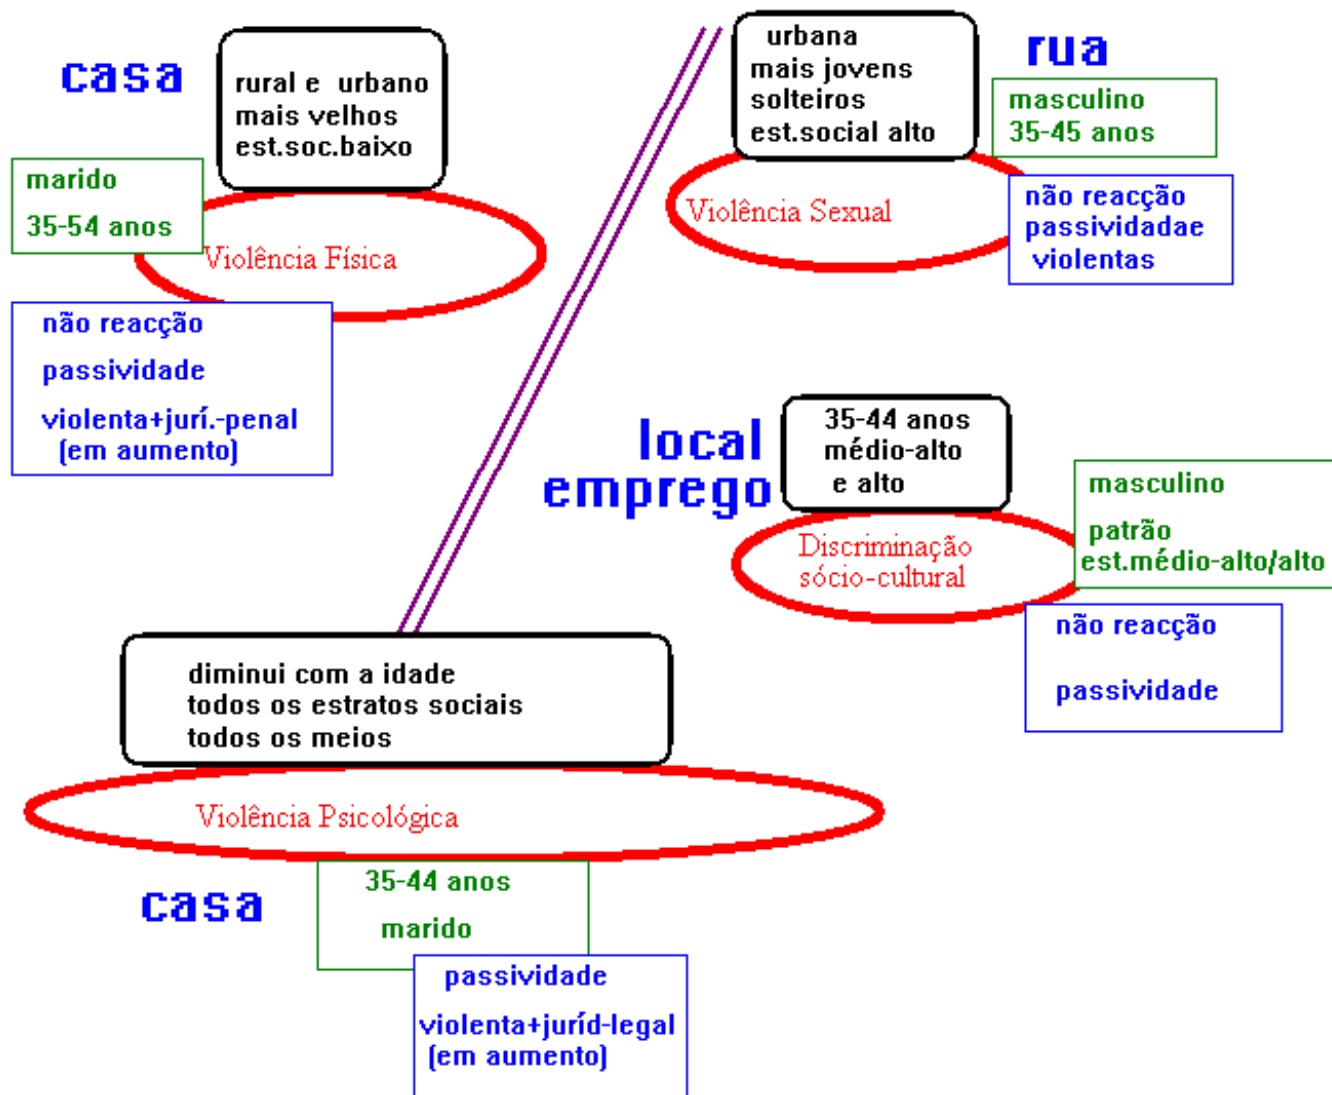 casa
rural e urbano
mais velhos
est.soc.baixo
marido
35-54 anos
Violência Física
não reacção
passividade
violenta+jurí.-penal
(em aumento)
urbana
mais jovens
solteiros
est.social alto
rua
masculino
35-45 anos
Violência Sexual
não reacção
passividadae
violentas
local
emprego
35-44 anos
médio-alto
e alto
masculino
patrão
est.médio-alto/alto
Discriminação
sócio-cultural
não reacção
passividade
diminui com a idade
todos os estratos sociais
todos os meios
Violência Psicológica
casa
35-44 anos
marido
passividade
violenta+juríd-legal
(em aumento)